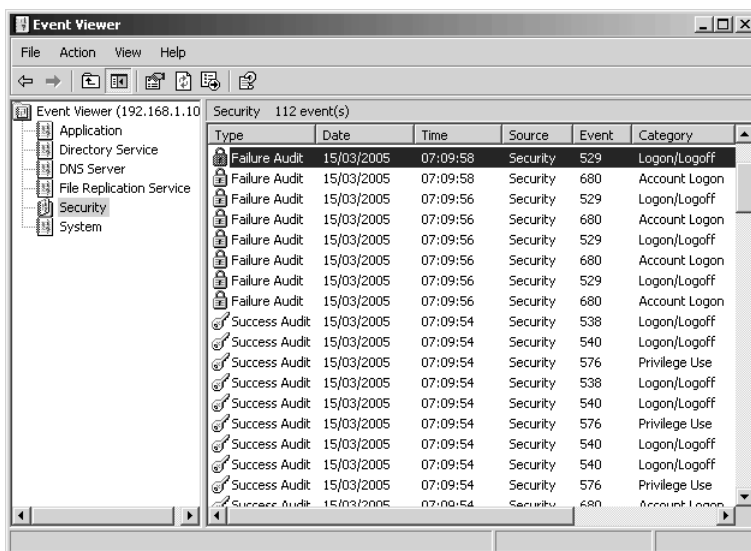 Event Viewer
File Action View Help
Event Viewer (192.168.1.10
Application
Directory Service
DNS Server
File Replication Service
Security
System
Security 112 event(s)
Type Date Time Source Event Category
Failure Audit 15/03/2005 07:09:58 Security 529 Logon/Logoff
Failure Audit 15/03/2005 07:09:58 Security 680 Account Logon
Failure Audit 15/03/2005 07:09:56 Security 529 Logon/Logoff
Failure Audit 15/03/2005 07:09:56 Security 680 Account Logon
Failure Audit 15/03/2005 07:09:56 Security 529 Logon/Logoff
Failure Audit 15/03/2005 07:09:56 Security 680 Account Logon
Failure Audit 15/03/2005 07:09:56 Security 529 Logon/Logoff
Failure Audit 15/03/2005 07:09:56 Security 680 Account Logon
Success Audit 15/03/2005 07:09:54 Security 538 Logon/Logoff
Success Audit 15/03/2005 07:09:54 Security 540 Logon/Logoff
Success Audit 15/03/2005 07:09:54 Security 576 Privilege Use
Success Audit 15/03/2005 07:09:54 Security 538 Logon/Logoff
Success Audit 15/03/2005 07:09:54 Security 540 Logon/Logoff
Success Audit 15/03/2005 07:09:54 Security 576 Privilege Use
Success Audit 15/03/2005 07:09:54 Security 540 Logon/Logoff
Success Audit 15/03/2005 07:09:54 Security 540 Logon/Logoff
Success Audit 15/03/2005 07:09:54 Security 576 Privilege Use
Success Audit 15/03/2005 07:09:54 Security 680 Account Logon